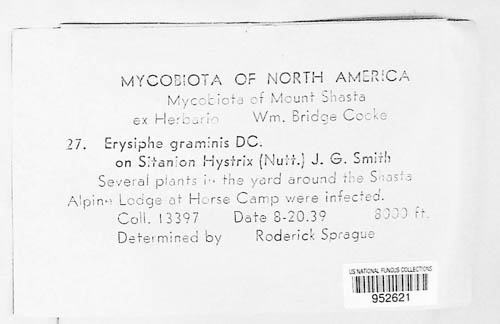 MYCOBIOTA OF NORTH AMERICA
Mycobiota of Mount Shasta
ex Herbario Wm. Bridge Cooke
27. Erysiphe graminis DC.
on Sitanion Hystrix (Nutt.) J. G. Smith
Several plants in the yard around the Shasta
Alpine Lodge at Horse Camp were infected.
Coll. 13397 Date 8-20.39 8000 ft.
Determined by Roderick Sprague
US NATIONAL FUNGUS COLLECTIONS
952621